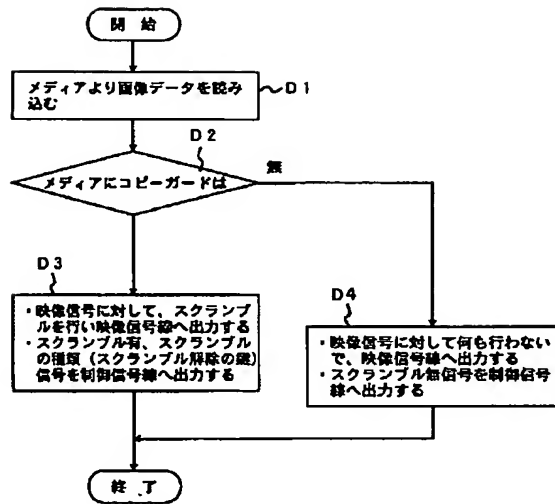 開 始
メディアより画像データを読み
込む
D1
D2
メディアにコピーガードは
無
D3
・映像信号に対して、スクランブ
ルを行い映像信号線へ出力する
・スクランブル有、スクランブル
の種類(スクランブル解除の鍵)
信号を制御信号線へ出力する
D4
・映像信号に対して何も行わない
で、映像信号線へ出力する
・スクランブル無信号を制御信号
線へ出力する
終 了